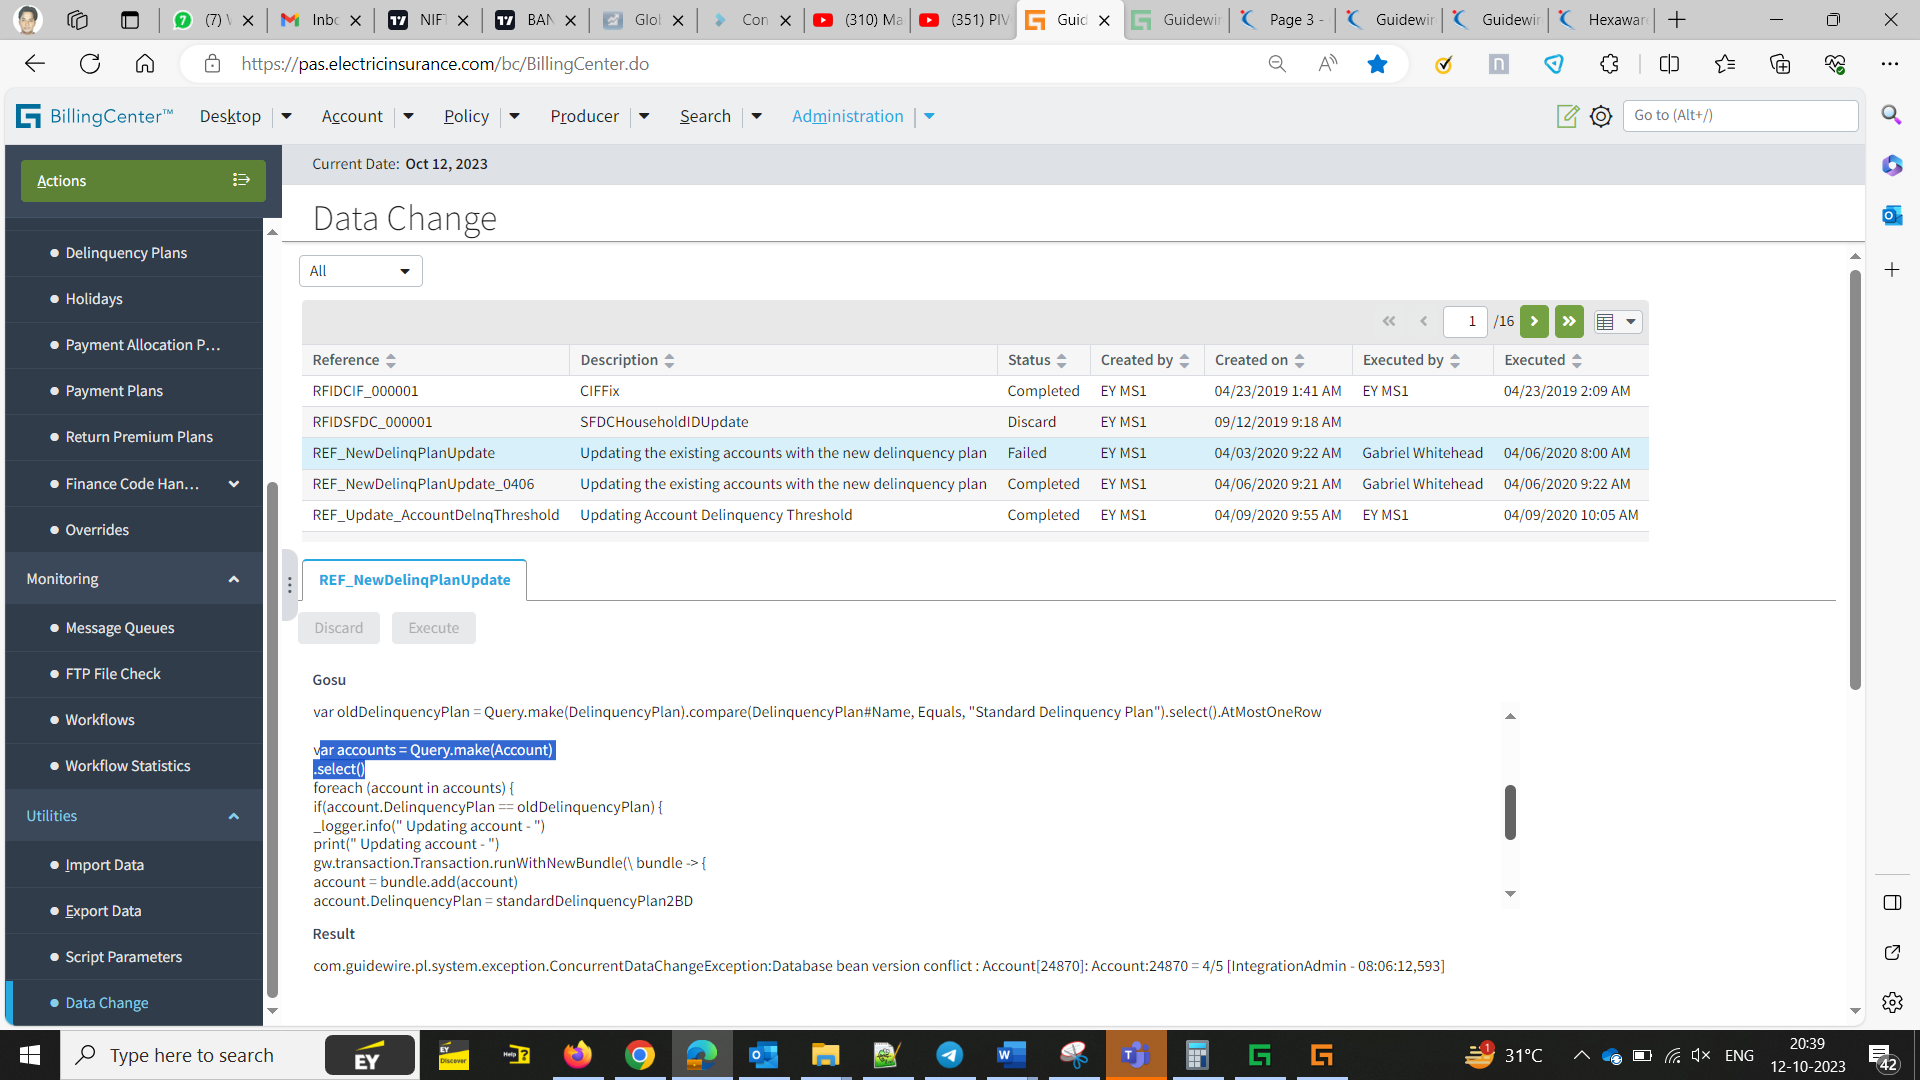 (7) W
Inbo
NIFT
BAN
Glob
Con
(310) Ma
(351) PIV
Guid
Guidewir
Page 3 -
Guidewir
Guidewir
Hexaware
https://pas.electricinsurance.com/bc/BillingCenter.do
BillingCenter™
Desktop
Account
Policy
Producer
Search
Administration
Go to (Alt+/)
Actions
Current Date: Oct 12, 2023
Data Change
Delinquency Plans
Holidays
Payment Allocation P...
Payment Plans
Return Premium Plans
Finance Code Han...
Overrides
Monitoring
Message Queues
FTP File Check
Workflows
Workflow Statistics
Utilities
Import Data
Export Data
Script Parameters
Data Change
All
1 /16
Reference Description Status Created by Created on Executed by Executed
RFIDCIF_000001 CIFFix Completed EY MS1 04/23/2019 1:41 AM EY MS1 04/23/2019 2:09 AM
RFIDSFDC_000001 SFDCHouseholdIDUpdate Discard EY MS1 09/12/2019 9:18 AM
REF_NewDelinqPlanUpdate Updating the existing accounts with the new delinquency plan Failed EY MS1 04/03/2020 9:22 AM Gabriel Whitehead 04/06/2020 8:00 AM
REF_NewDelinqPlanUpdate_0406 Updating the existing accounts with the new delinquency plan Completed EY MS1 04/06/2020 9:21 AM Gabriel Whitehead 04/06/2020 9:22 AM
REF_Update_AccountDelnqThreshold Updating Account Delinquency Threshold Completed EY MS1 04/09/2020 9:55 AM EY MS1 04/09/2020 10:05 AM
REF_NewDelinqPlanUpdate
Discard Execute
Gosu
var oldDelinquencyPlan = Query.make(DelinquencyPlan).compare(DelinquencyPlan#Name, Equals, "Standard Delinquency Plan").select().AtMostOneRow
var accounts = Query.make(Account)
.select()
foreach (account in accounts) {
if(account.DelinquencyPlan == oldDelinquencyPlan) {
_logger.info(" Updating account - ")
print(" Updating account - ")
gw.transaction.Transaction.runWithNewBundle(\ bundle -> {
account = bundle.add(account)
account.DelinquencyPlan = standardDelinquencyPlan2BD
Result
com.guidewire.pl.system.exception.ConcurrentDataChangeException:Database bean version conflict : Account[24870]: Account:24870 = 4/5 [IntegrationAdmin - 08:06:12,593]
Type here to search
EY
EY
Discover
Help ?
1
31°C
ENG
20:39
12-10-2023
42